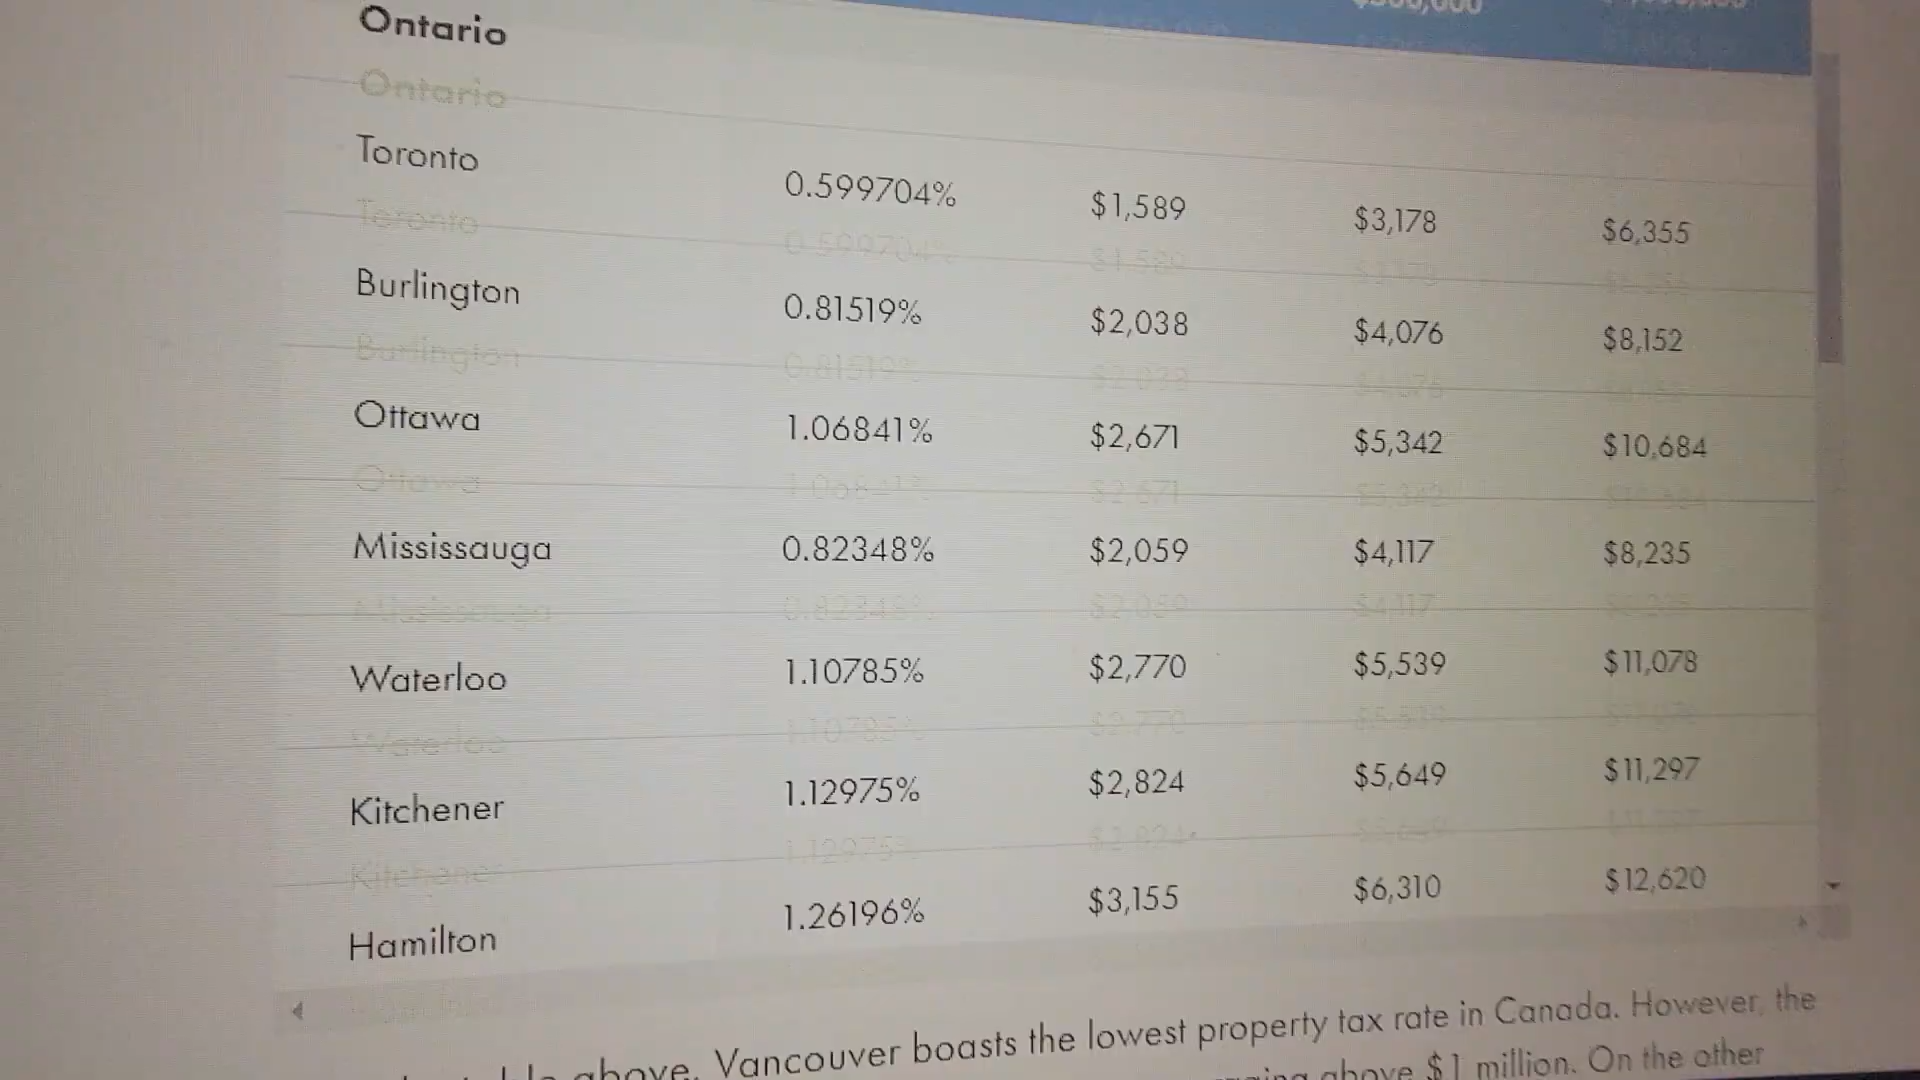 Ontario
Toronto 0.599704% $1,589 $3,178 $6,355
Burlington 0.81519% $2,038 $4,076 $8,152
Ottawa 1.06841% $2,671 $5,342 $10,684
Mississauga 0.82348% $2,059 $4,117 $8,235
Waterloo 1.10785% $2,770 $5,539 $11,078
Kitchener 1.12975% $2,824 $5,649 $11,297
Hamilton 1.26196% $3,155 $6,310 $12,620
above, Vancouver boasts the lowest property tax rate in Canada. However, the
above $1 million. On the other